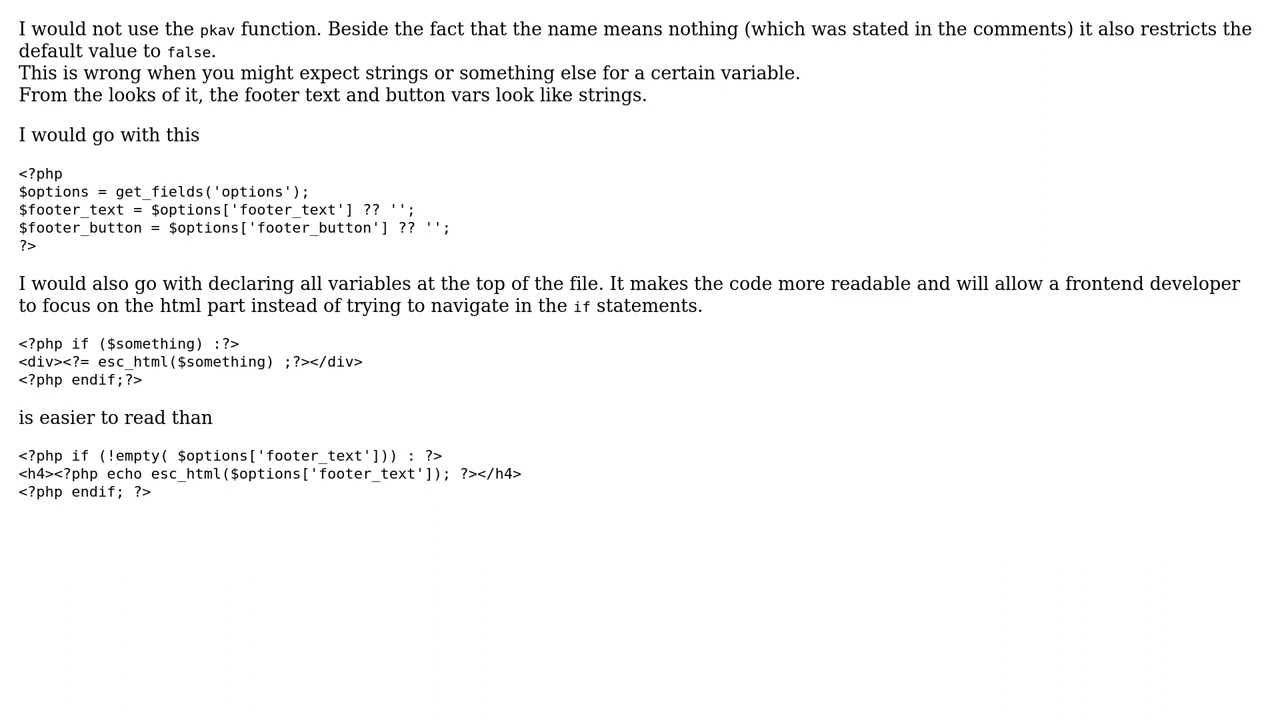 I would not use the pkav function. Beside the fact that the name means nothing (which was stated in the comments) it also restricts the
default value to false.
This is wrong when you might expect strings or something else for a certain variable.
From the looks of it, the footer text and button vars look like strings.
I would go with this
<?php
$options = get_fields('options');
$footer_text = $options['footer_text'] ?? '';
$footer_button = $options['footer_button'] ?? '';
?>
I would also go with declaring all variables at the top of the file. It makes the code more readable and will allow a frontend developer
to focus on the html part instead of trying to navigate in the if statements.
<?php if ($something) :?>
<div><?= esc_html($something) ;?></div>
<?php endif;?>
is easier to read than
<?php if (!empty( $options['footer_text'])) : ?>
<h4><?php echo esc_html($options['footer_text']); ?></h4>
<?php endif; ?>